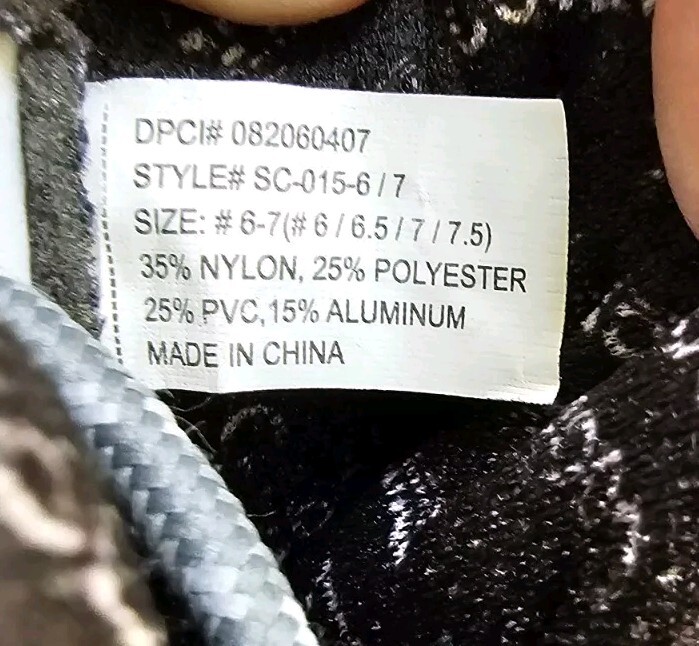 DPCI# 082060407
STYLE# SC-015-6 / 7
SIZE: # 6-7(# 6 / 6.5 / 7 / 7.5)
35% NYLON, 25% POLYESTER
25% PVC,15% ALUMINUM
MADE IN CHINA